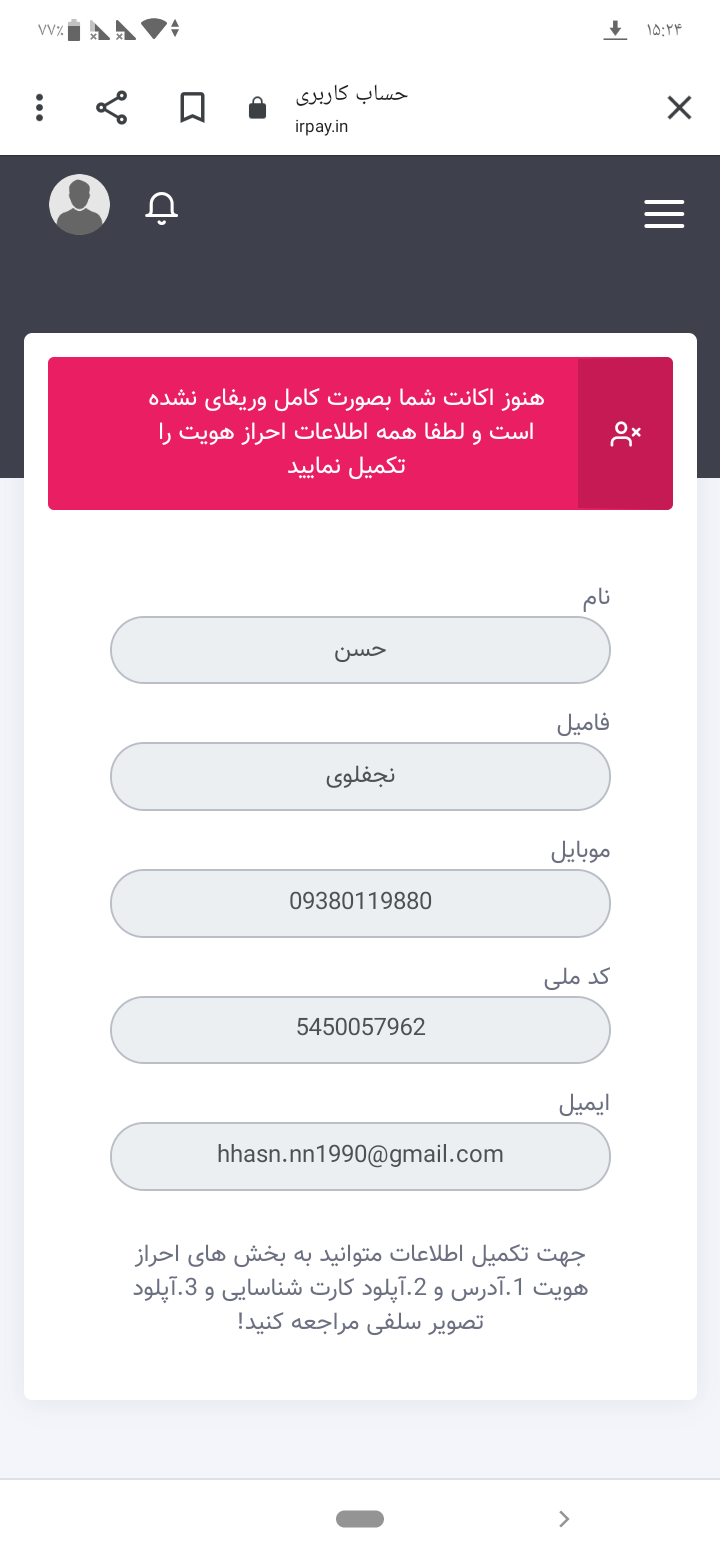 ۱۵:۲۴
۷۷٪
حساب کاربری
irpay.in
هنوز اکانت شما بصورت کامل وریفای نشده
است و لطفا همه اطلاعات احراز هویت را
تکمیل نمایید
نام
حسن
فامیل
نجفلوی
موبایل
09380119880
کد ملی
5450057962
ایمیل
hhasn.nn1990@gmail.com
جهت تکمیل اطلاعات متوانید به بخش های احراز
هویت 1.آدرس و 2.آپلود کارت شناسایی و 3.آپلود
تصویر سلفی مراجعه کنید!